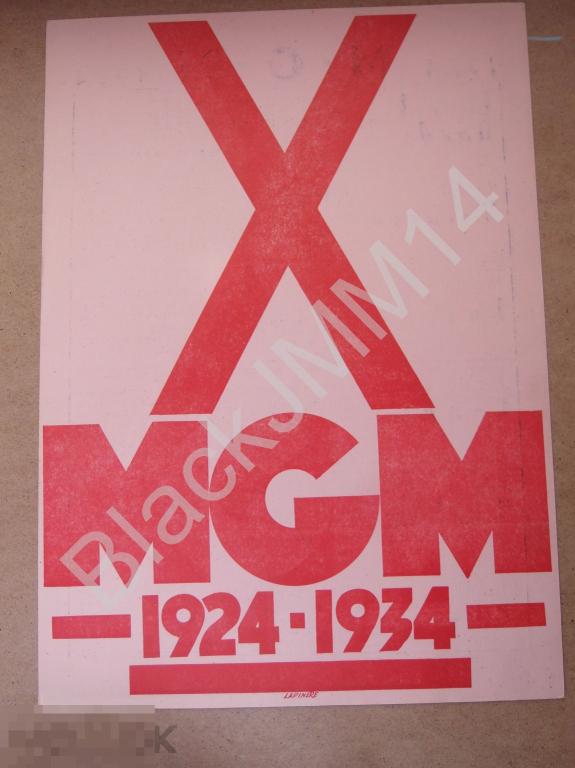 X
MGM
1924 · 1934
LAPINERE
BlackJMM14